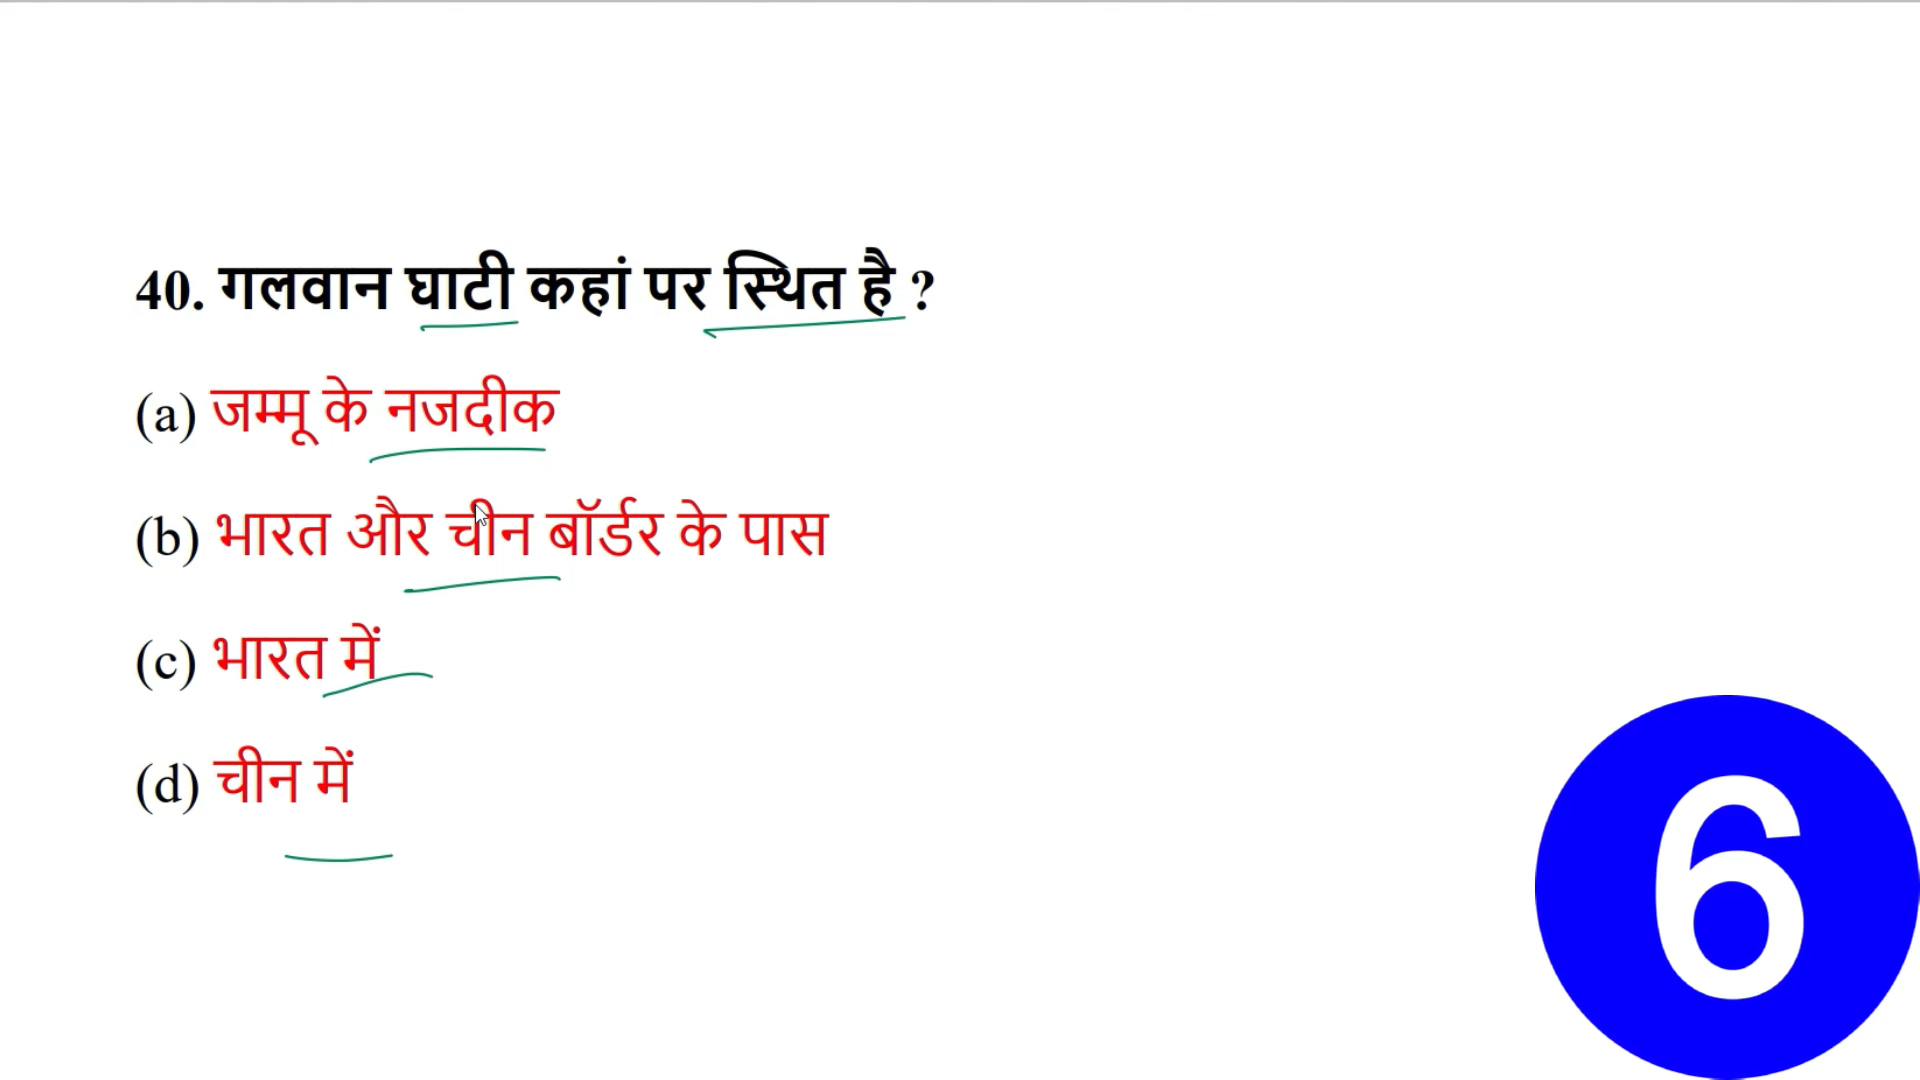 40. गलवान घाटी कहां पर स्थित है ?
(a) जम्मू के नजदीक
(b) भारत और चीन बॉर्डर के पास
(c) भारत में
(d) चीन में
6